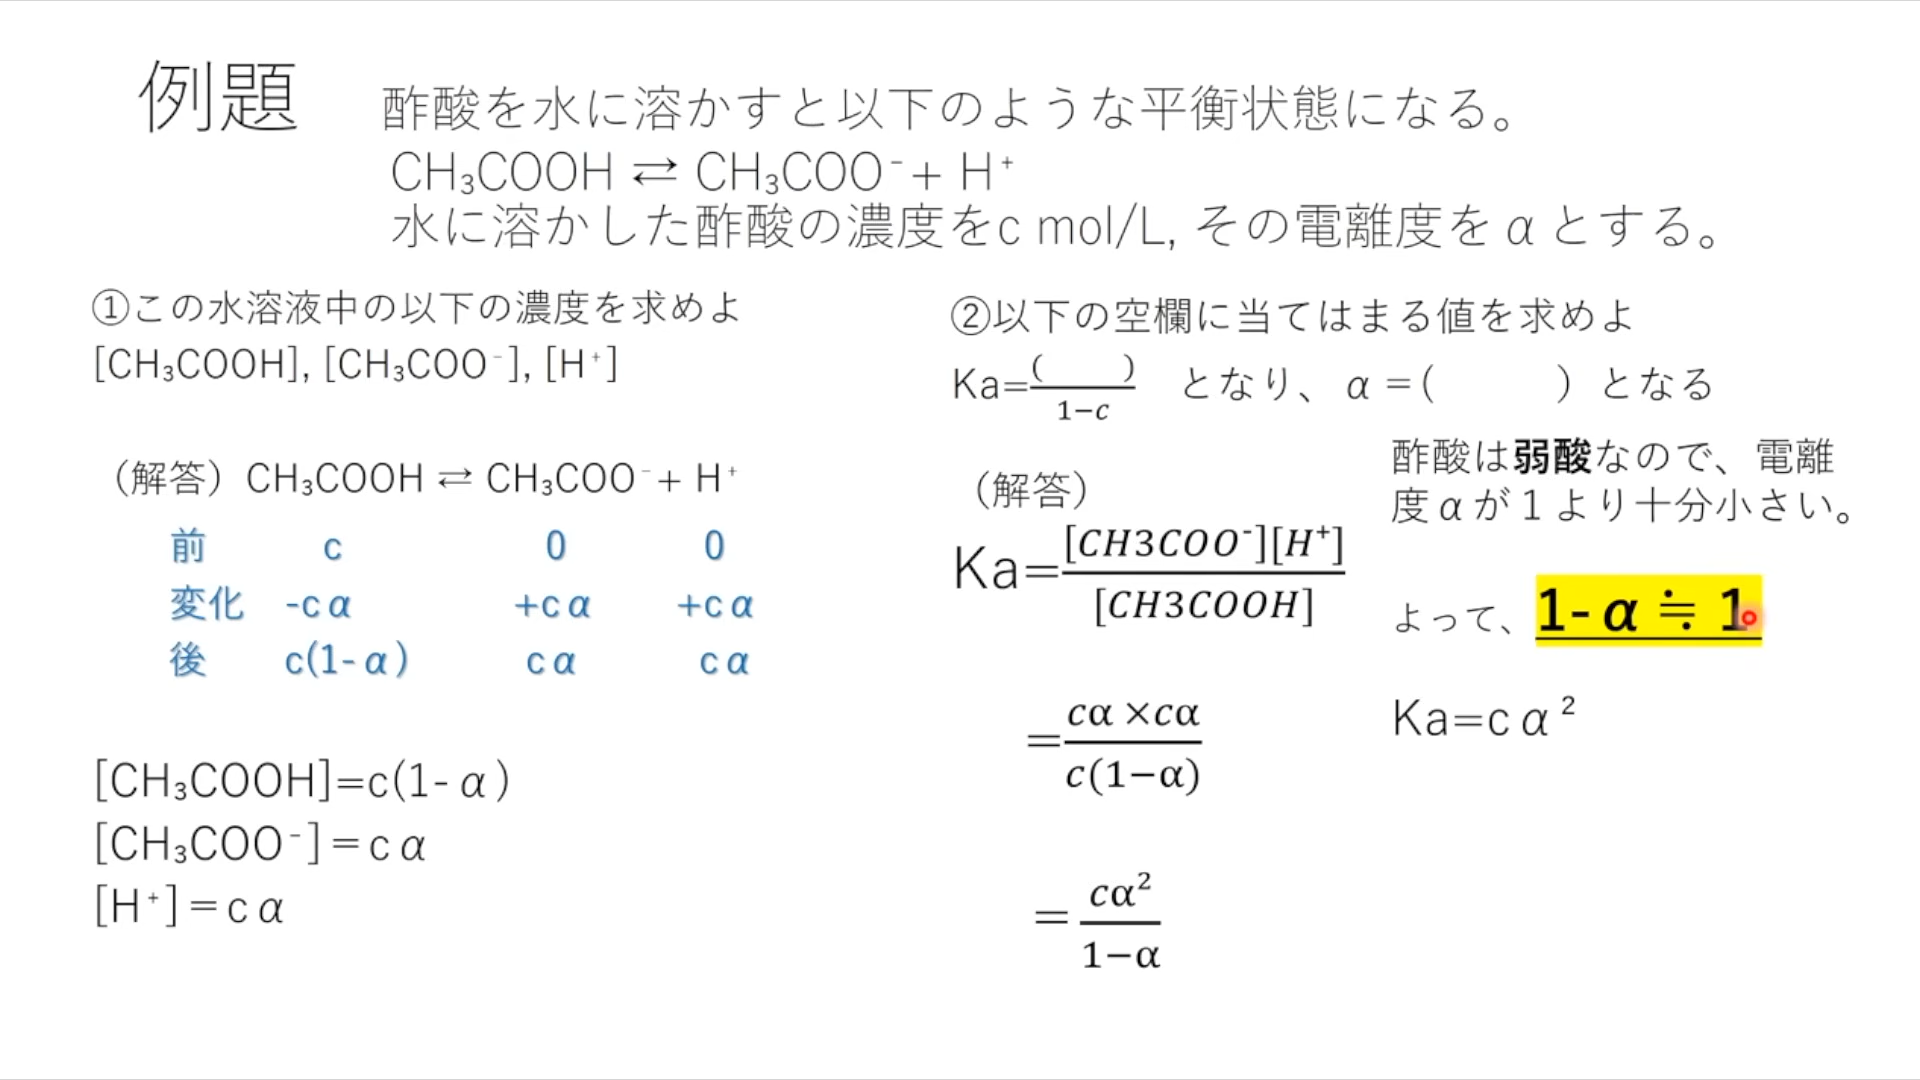 例題
酢酸を水に溶かすと以下のような平衡状態になる。
CH₃COOH ⇄ CH₃COO⁻+ H⁺
水に溶かした酢酸の濃度をc mol/L, その電離度をαとする。
①この水溶液中の以下の濃度を求めよ
[CH₃COOH], [CH₃COO⁻], [H⁺]
（解答）CH₃COOH ⇄ CH₃COO⁻+ H⁺
前 c 0 0
変化 -cα +cα +cα
後 c(1-α) cα cα
[CH₃COOH]=c(1-α)
[CH₃COO⁻]=cα
[H⁺]=cα
②以下の空欄に当てはまる値を求めよ
Ka=( )/1−c となり、α=( ) となる
（解答）
Ka=[CH3COO⁻][H⁺]/[CH3COOH]
=cα×cα/c(1−α)
=cα²/1−α
酢酸は弱酸なので、電離
度αが1より十分小さい。
よって、1-α≒1
Ka=cα²